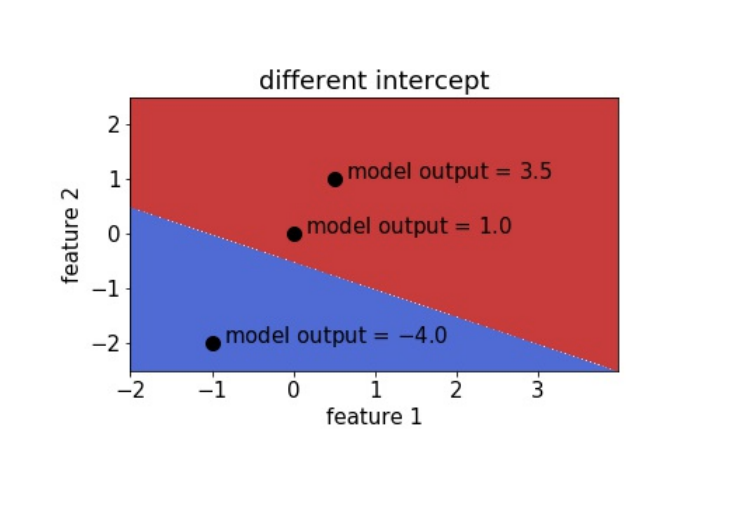 different intercept
feature 2
2
1
0
−1
−2
model output = 3.5
model output = 1.0
model output = −4.0
−2 −1 0 1 2 3
feature 1